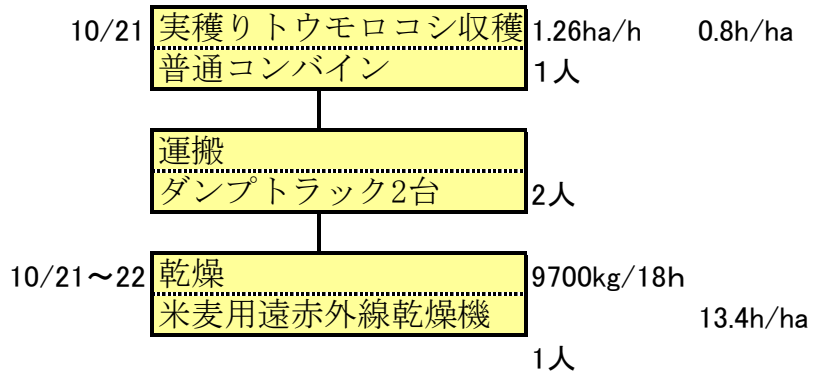 10/21 実穫りトウモロコシ収穫 1.26ha/h 0.8h/ha
普通コンバイン 1人
運搬
ダンプトラック2台 2人
10/21～22 乾燥 9700kg/18h
米麦用遠赤外線乾燥機 13.4h/ha
1人